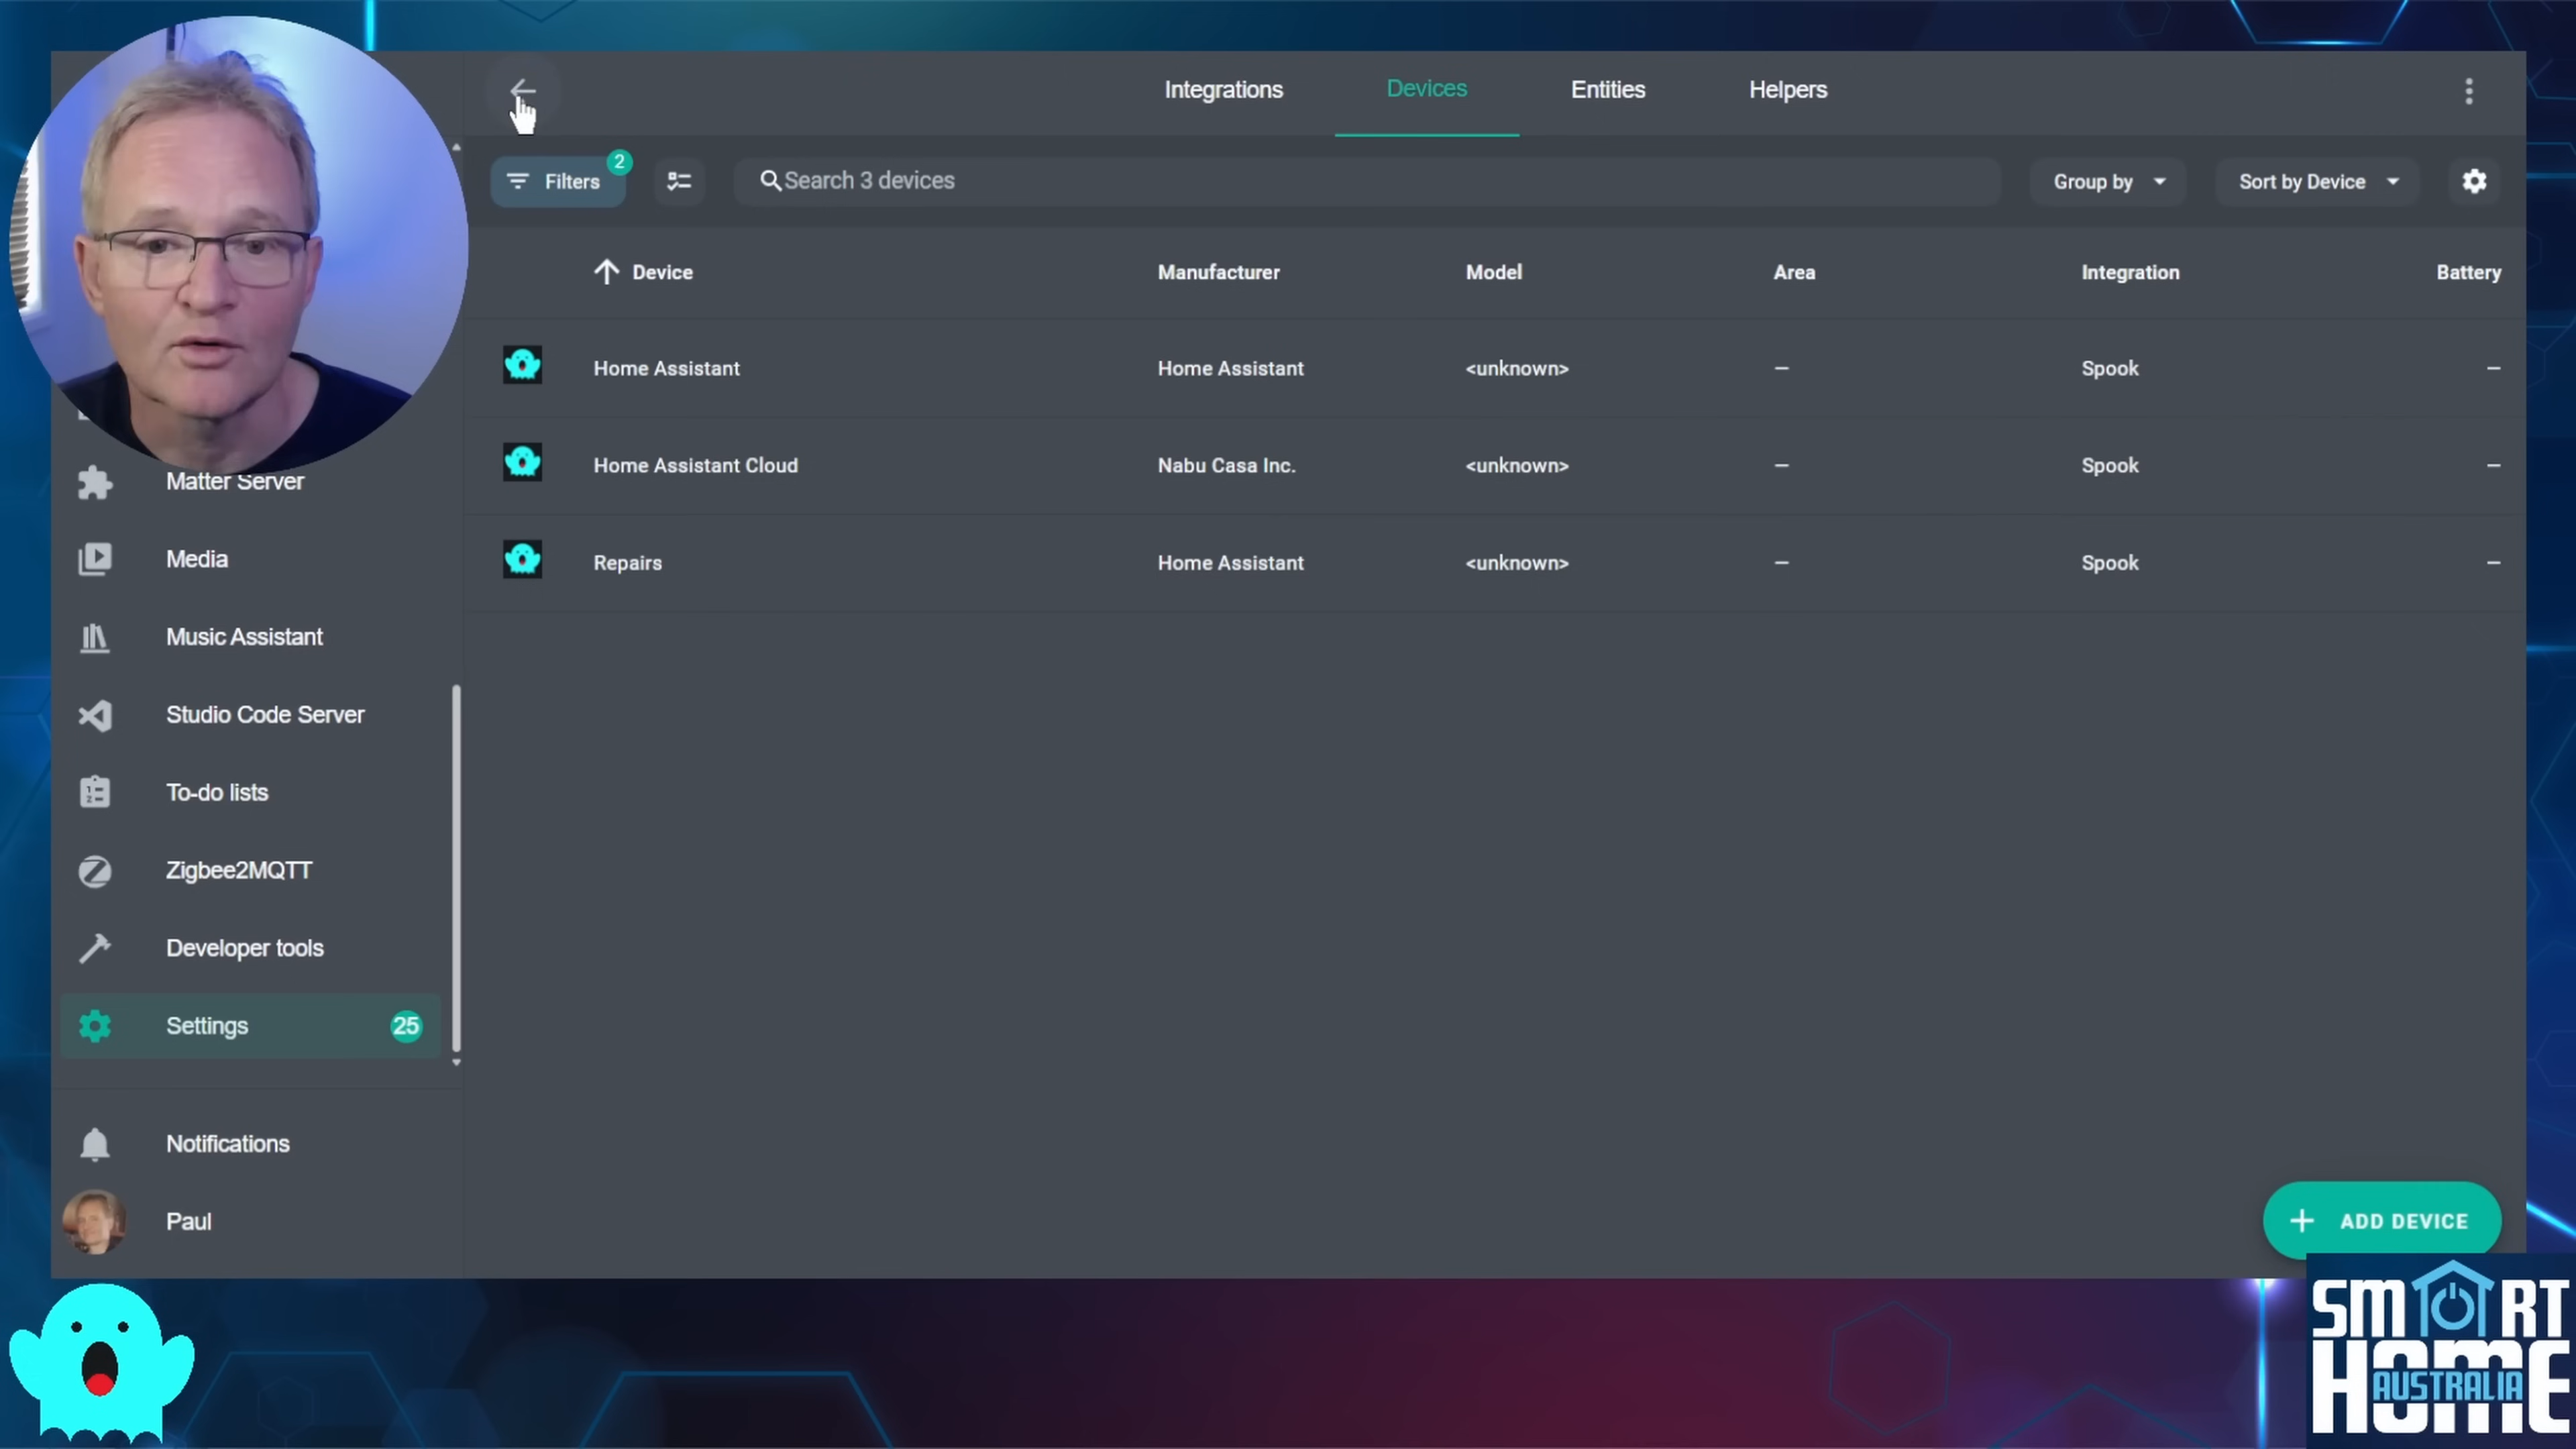 Integrations
Devices
Entities
Helpers
Filters
2
Search 3 devices
Group by
Sort by Device
Device
Manufacturer
Model
Area
Integration
Battery
Home Assistant
Home Assistant
<unknown>
—
Spook
—
Home Assistant Cloud
Nabu Casa Inc.
<unknown>
—
Spook
—
Repairs
Home Assistant
<unknown>
—
Spook
—
Matter Server
Media
Music Assistant
Studio Code Server
To-do lists
Zigbee2MQTT
Developer tools
Settings
25
Notifications
Paul
ADD DEVICE
SMART
HOME
AUSTRALIA